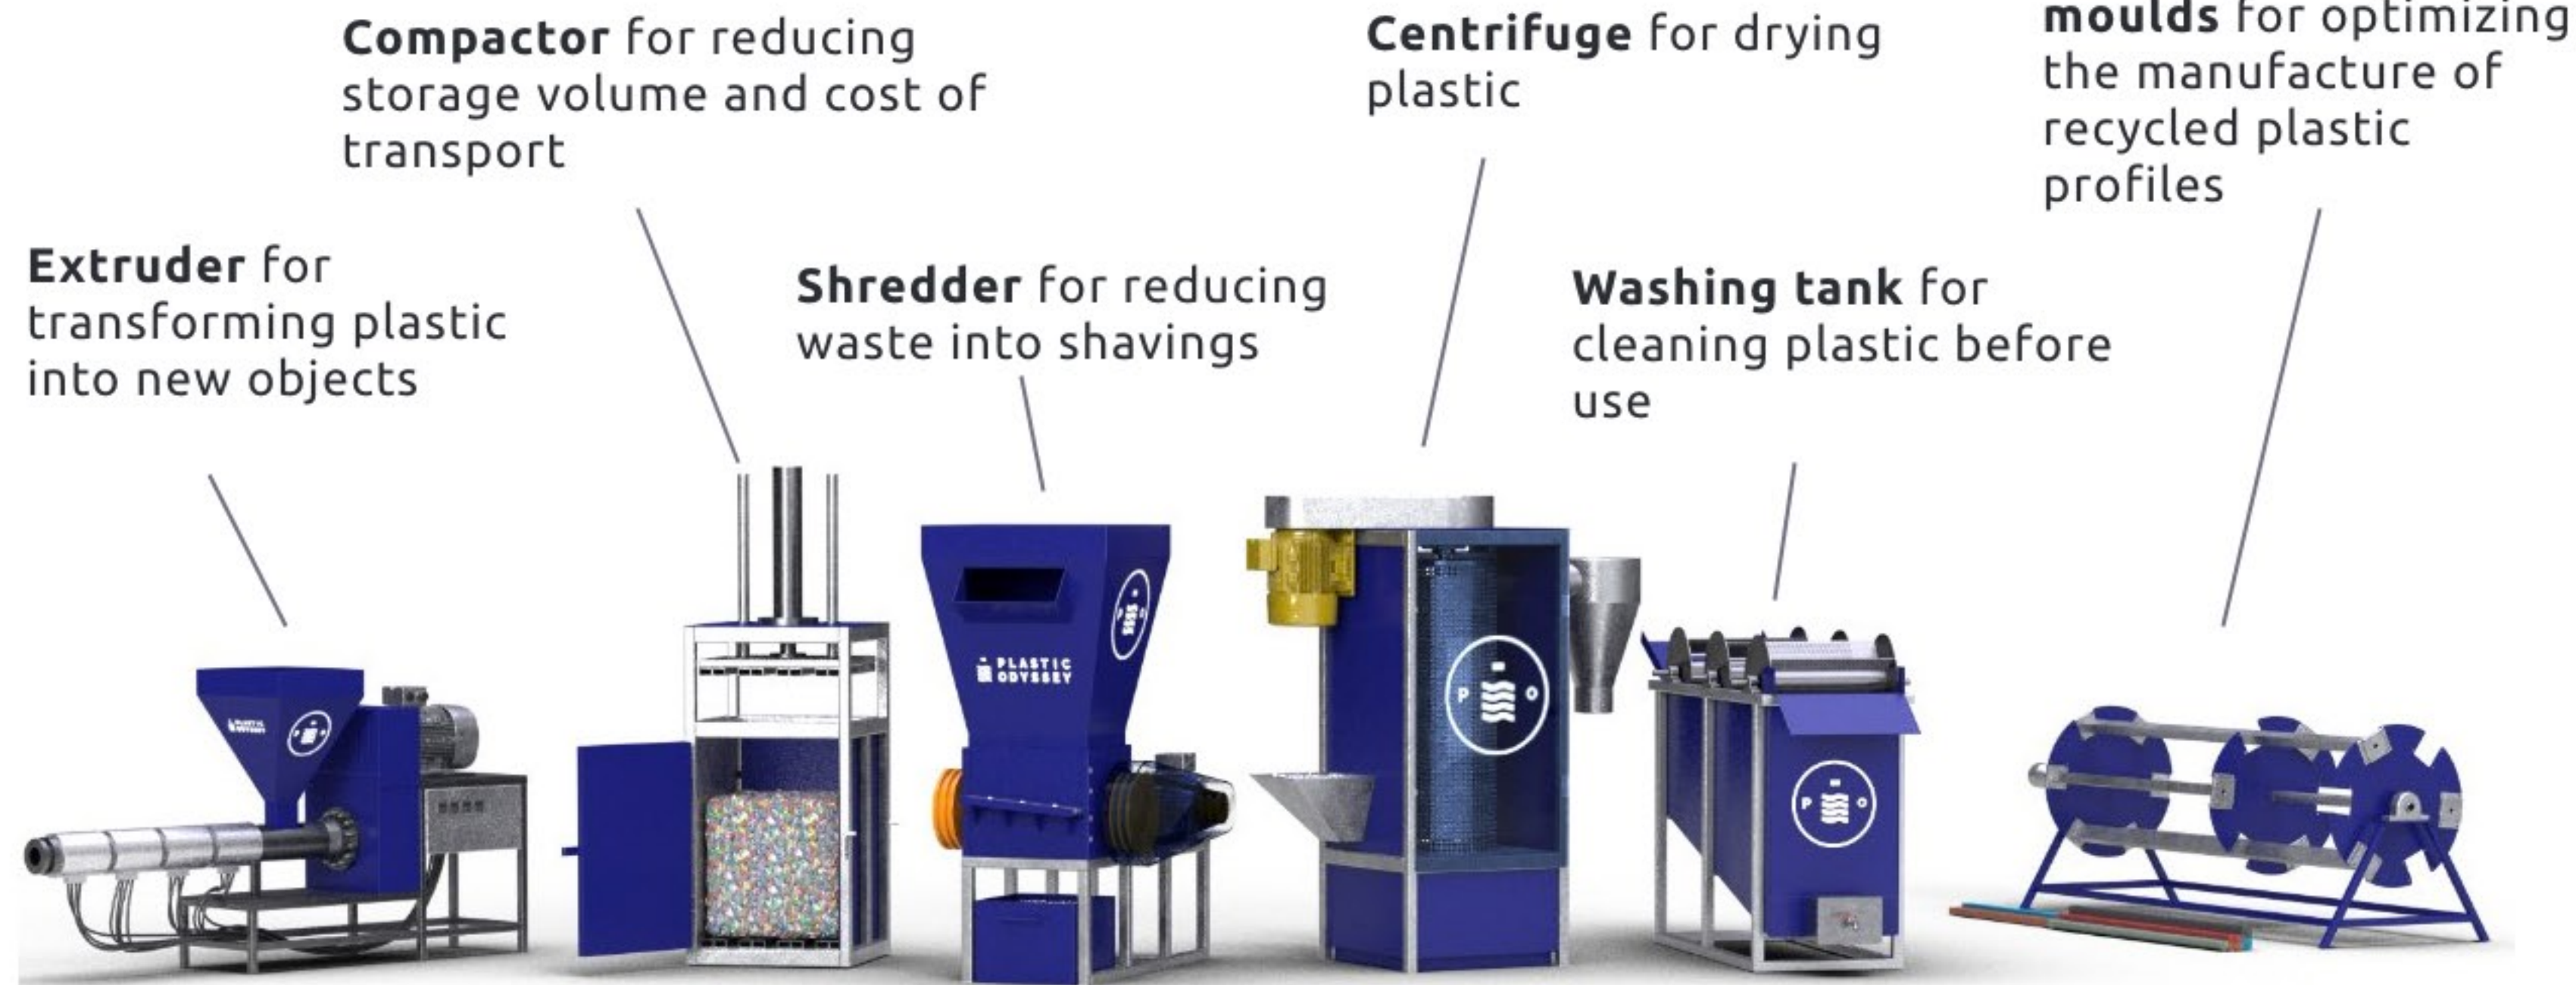 Compactor for reducing
storage volume and cost of
transport
Centrifuge for drying
plastic
moulds for optimizing
the manufacture of
recycled plastic
profiles
Extruder for
transforming plastic
into new objects
Shredder for reducing
waste into shavings
Washing tank for
cleaning plastic before
use
PLASTIC
ODYSSEY
PLASTIC
ODYSSEY
P O
P O
P O